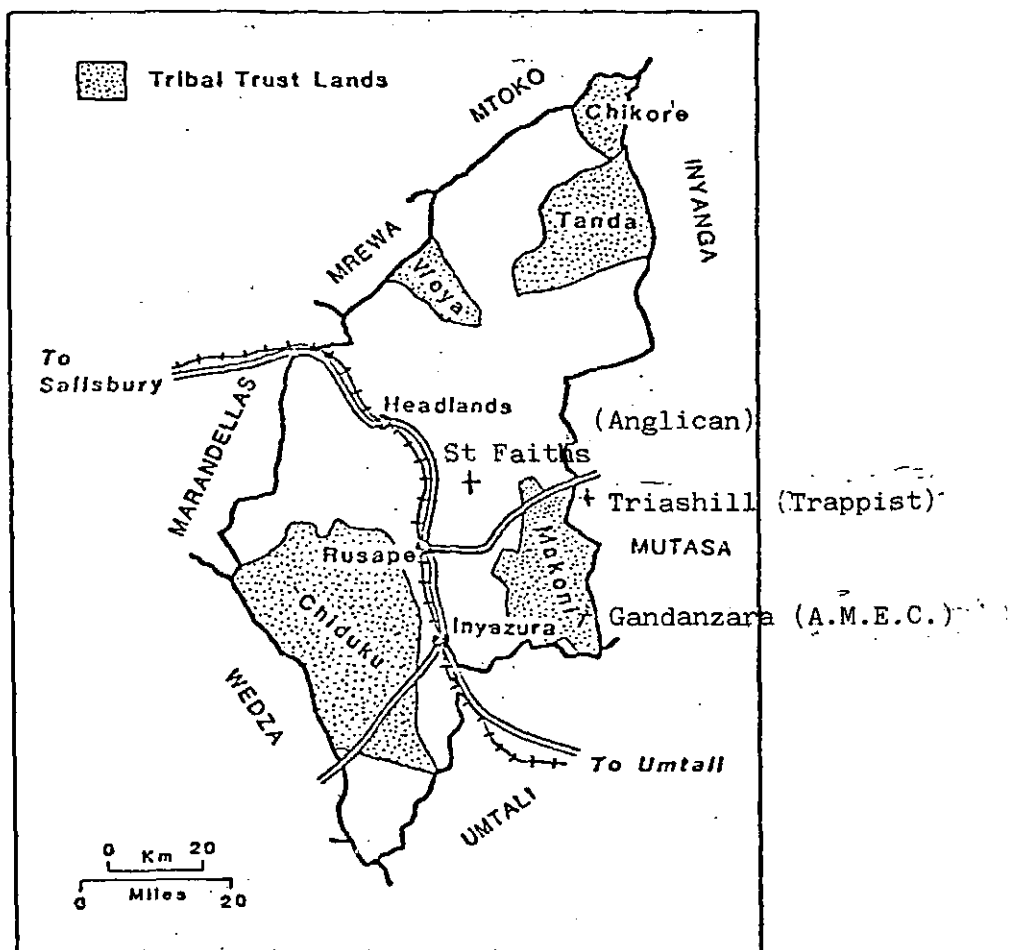 Tribal Trust Lands
MTOKO
Chikore
INYANGA
Tanda
MREWA
Weya
To
Salisbury
MARANDELLAS
Headlands
(Anglican)
St Faiths
Triashill (Trappist)
Rusape
Makoni
MUTASA
Chiduku
Inyazura
Gandanzara (A.M.E.C.)
WEDZA
To Umtali
UMTALI
0 Km 20
0 Miles 20